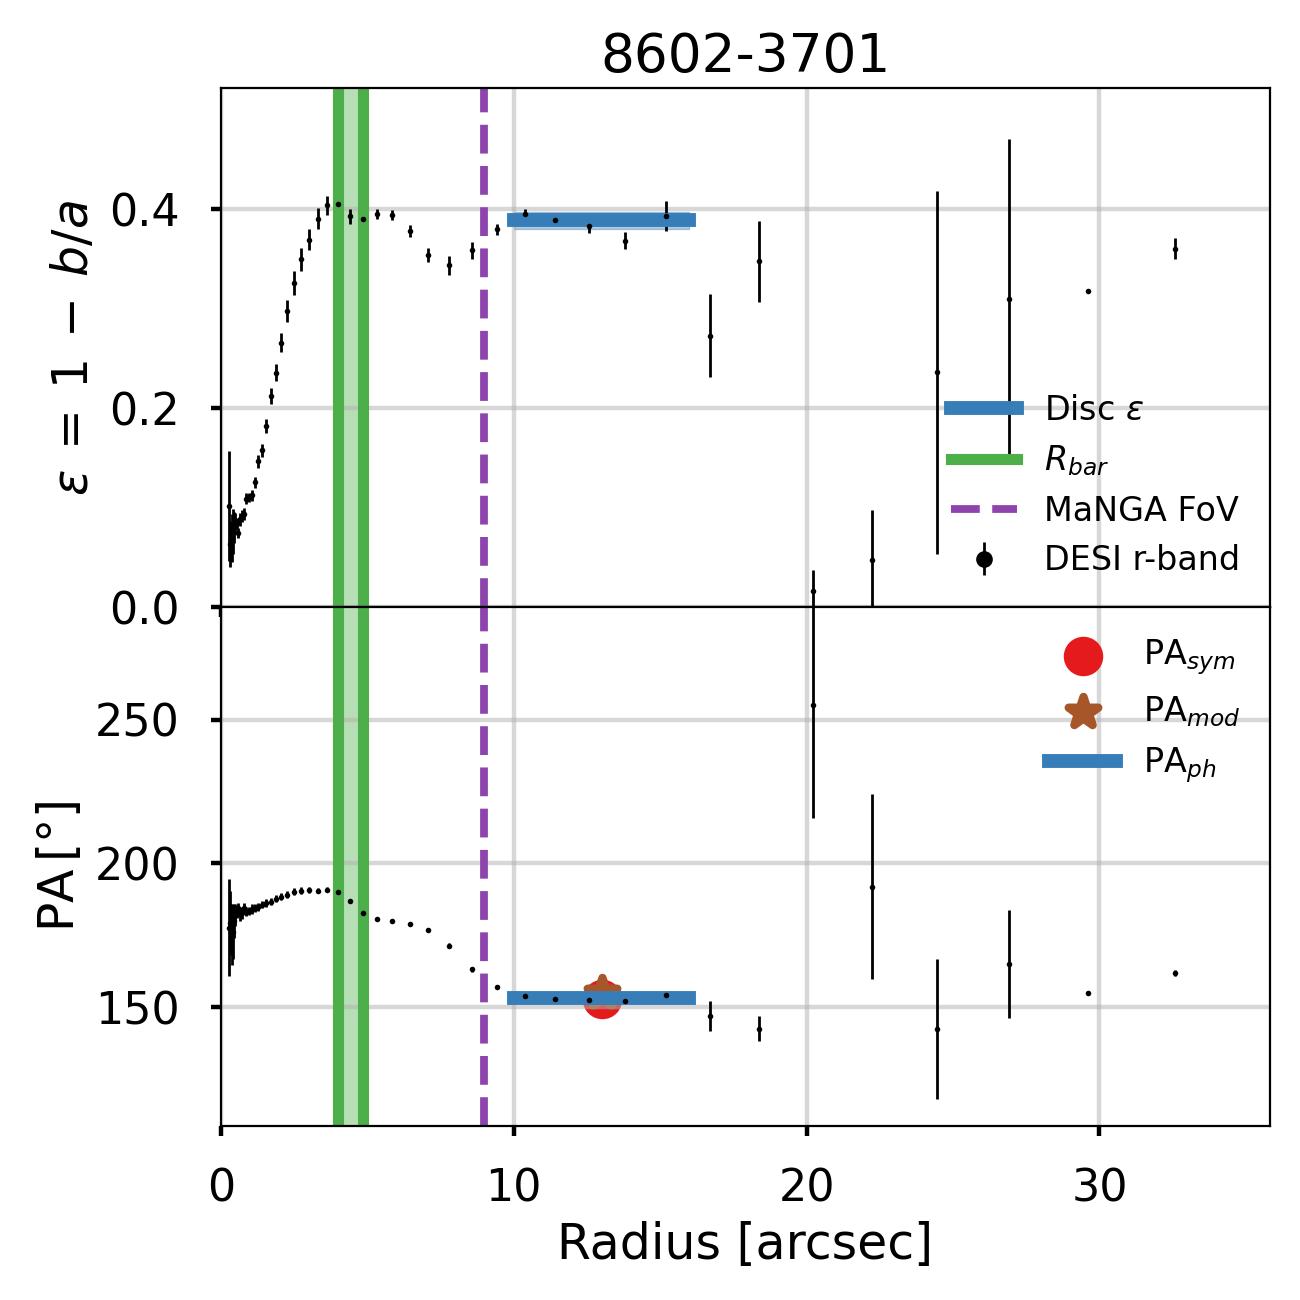 8602-3701
ε = 1 − b/a
0.4
0.2
0.0
Disc ε
R_bar
MaNGA FoV
DESI r-band
PA [°]
250
200
150
PA_sym
PA_mod
PA_ph
0 10 20 30
Radius [arcsec]